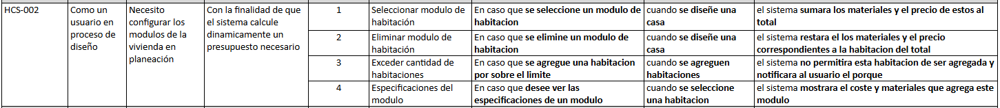 HCS-002
Como un
usuario en
proceso de
diseño
Necesito
configurar los
modulos de la
vivienda en
planeación
Con la finalidad de que
el sistema calcule
dinamicamente un
presupuesto necesario
1
Seleccionar modulo de
habitación
En caso que se seleccione un modulo de
habitacion
cuando se diseñe una
casa
el sistema sumara los materiales y el precio de estos al
total
2
Eliminar modulo de
habitación
En caso que se elimine un modulo de
habitacion
cuando se diseñe una
casa
el sistema restara el los materiales y el precio
correspondientes a la habitacion del total
3
Exceder cantidad de
habitaciones
En caso que se agregue una habitacion
por sobre el limite
cuando se agreguen
habitaciones
el sistema no permitira esta habitacion de ser agregada y
notificara al usuario el porque
4
Especificaciones del
modulo
En caso que desee ver las
especificaciones de un modulo
cuando se seleccione
una habitacion
el sistema mostrara el coste y materiales que agrega este
modulo